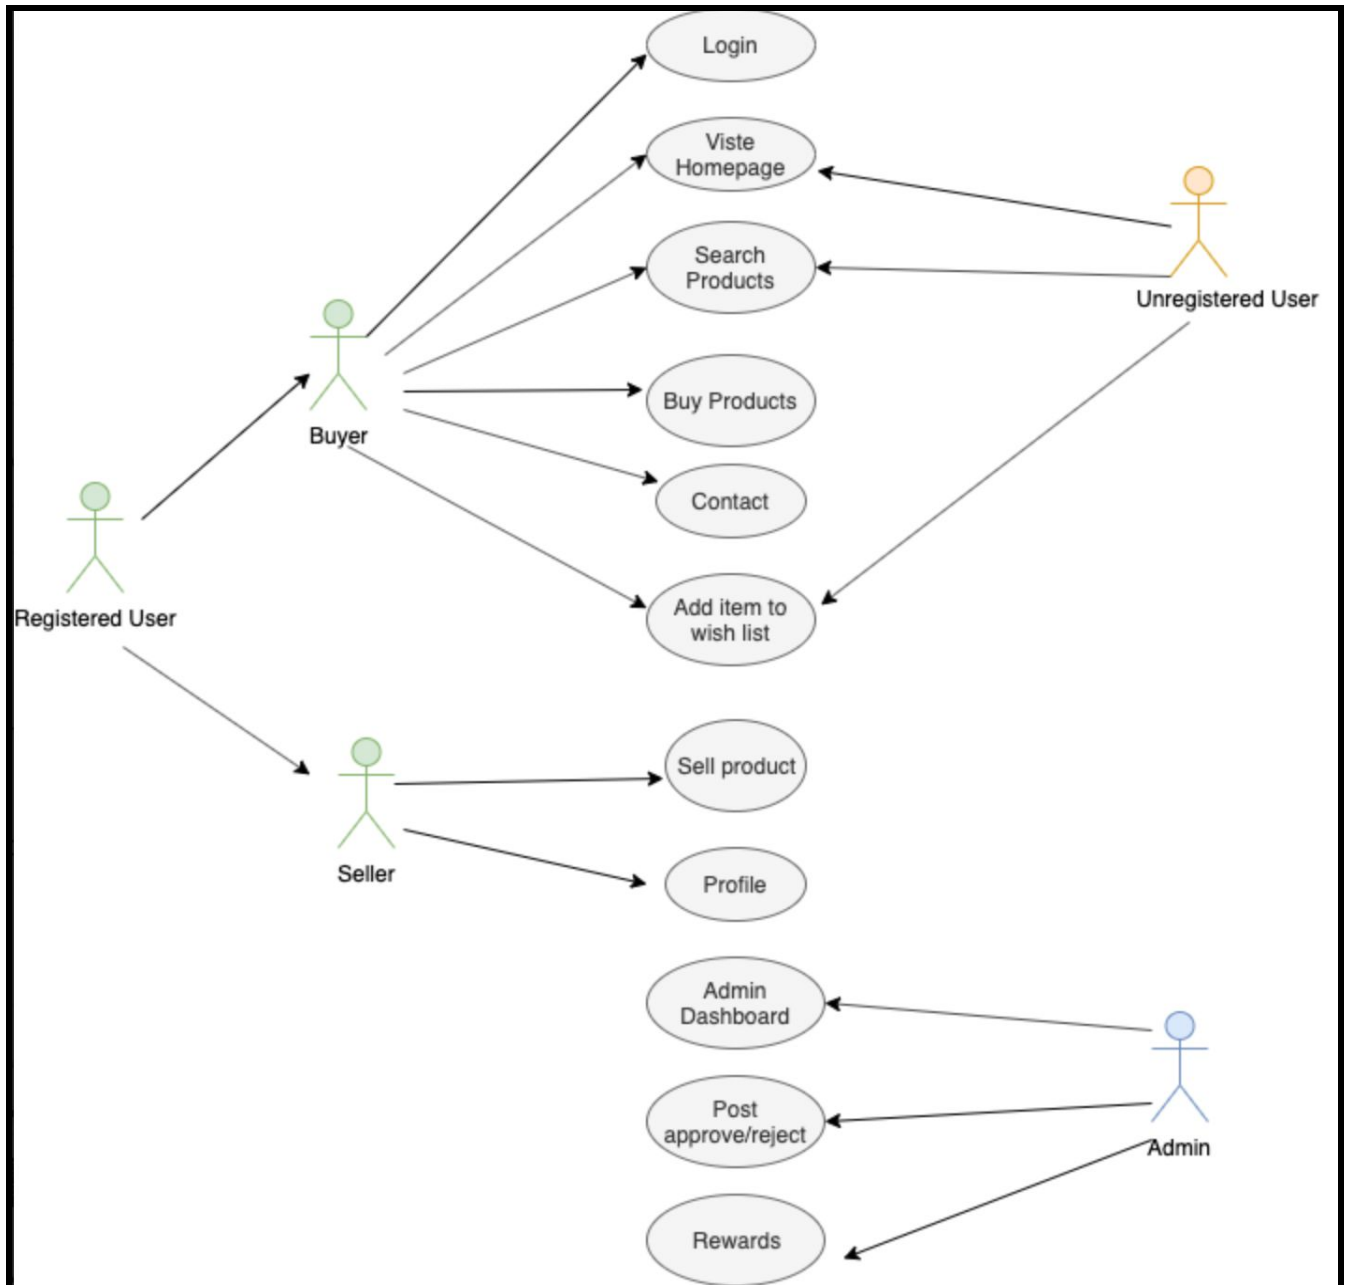 Login
Viste
Homepage
Search
Products
Unregistered User
Buy Products
Buyer
Contact
Add item to
wish list
Registered User
Sell product
Seller
Profile
Admin
Dashboard
Post
approve/reject
Admin
Rewards